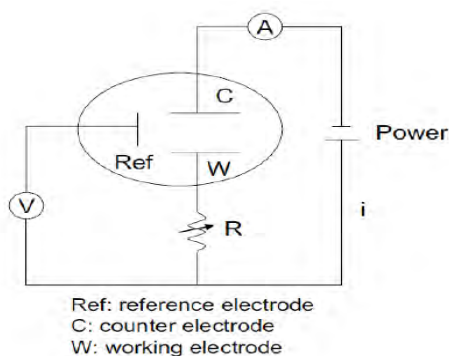 A
C
Power
Ref
W
V
R
i
Ref: reference electrode
C: counter electrode
W: working electrode